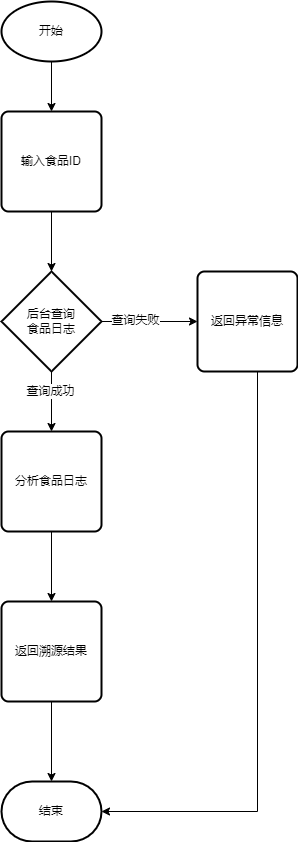 开始
输入食品ID
后台查询
食品日志
查询失败
返回异常信息
查询成功
分析食品日志
返回溯源结果
结束